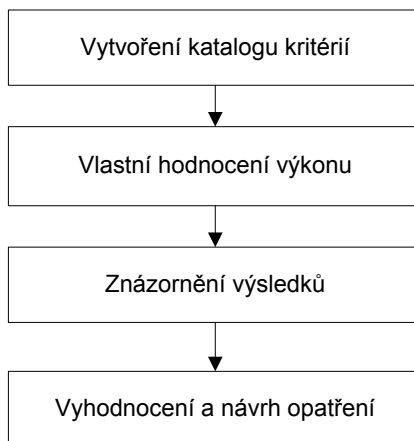 Vytvoření katalogu kritérií
Vlastní hodnocení výkonu
Znázornění výsledků
Vyhodnocení a návrh opatření